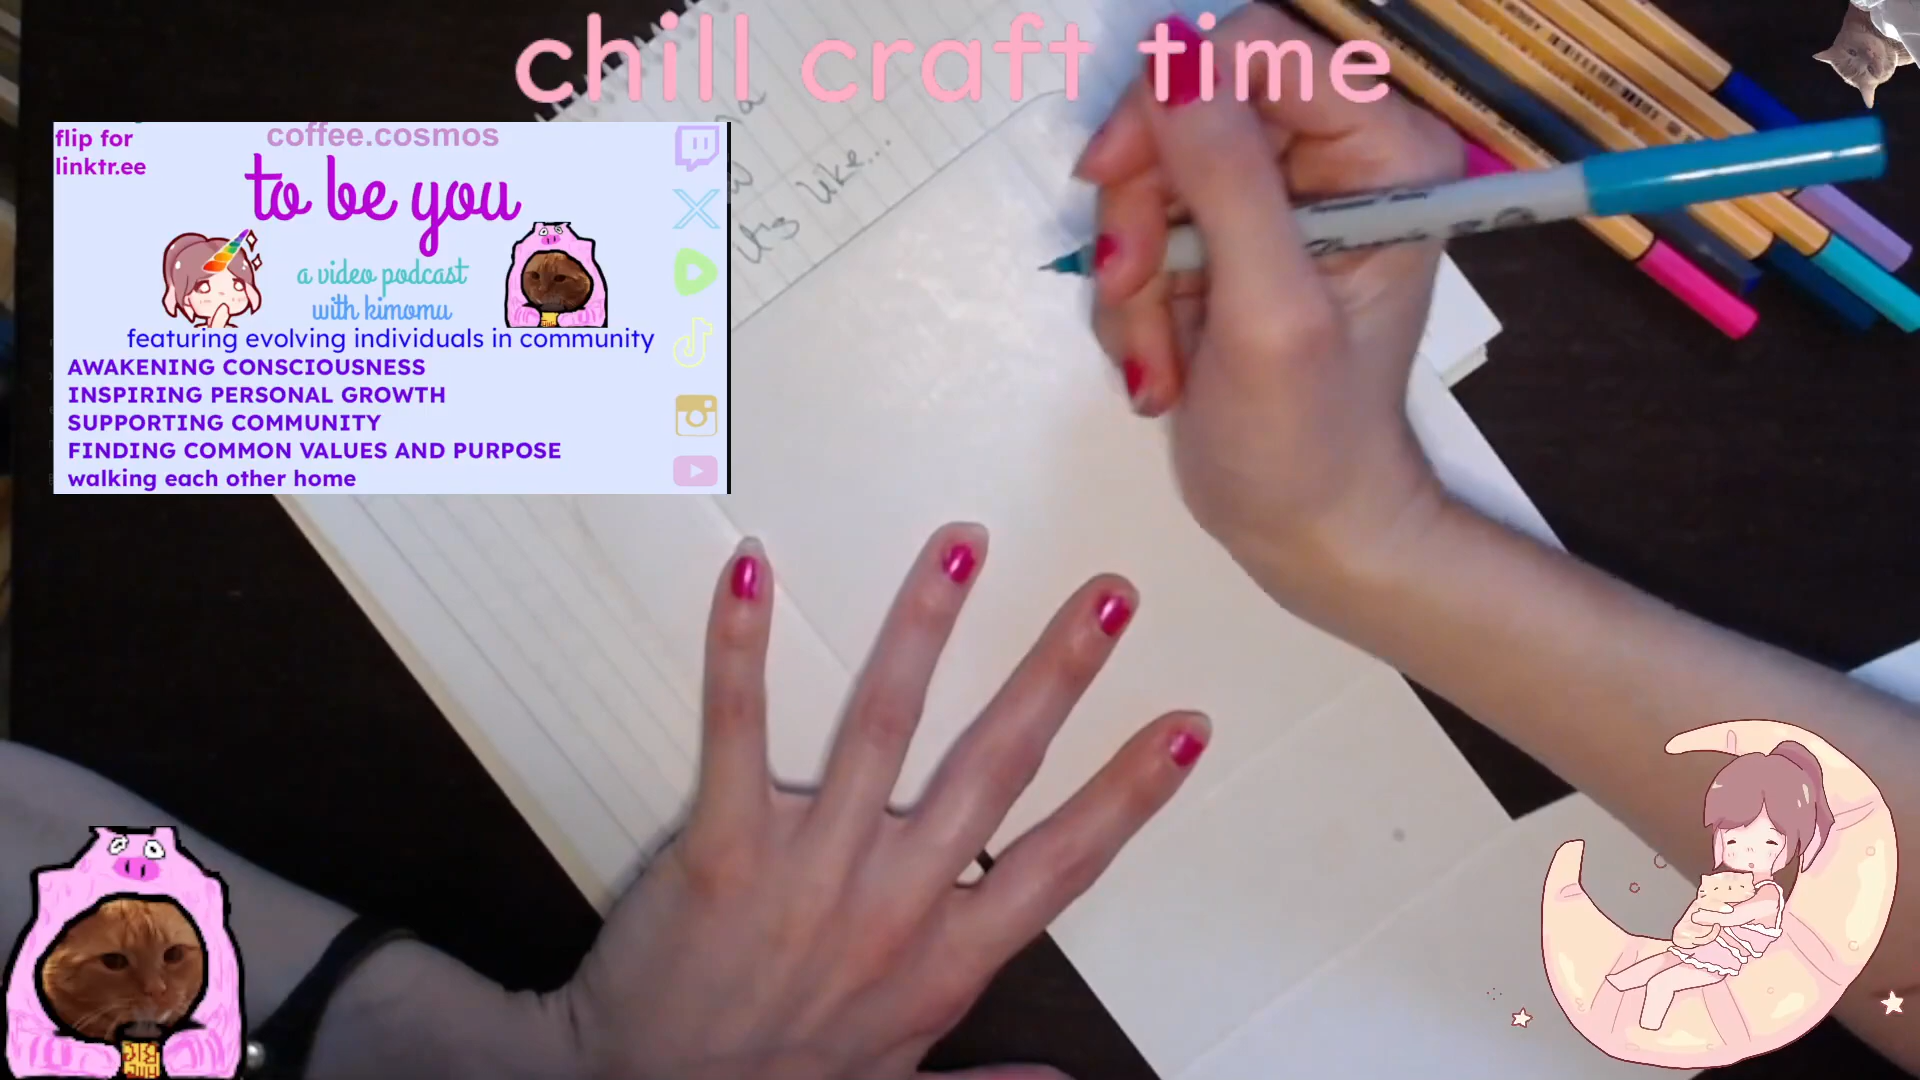 chill craft time
flip for
linktr.ee
coffee.cosmos
to be you
a video podcast
with kimomu
featuring evolving individuals in community
AWAKENING CONSCIOUSNESS
INSPIRING PERSONAL GROWTH
SUPPORTING COMMUNITY
FINDING COMMON VALUES AND PURPOSE
walking each other home
its like...